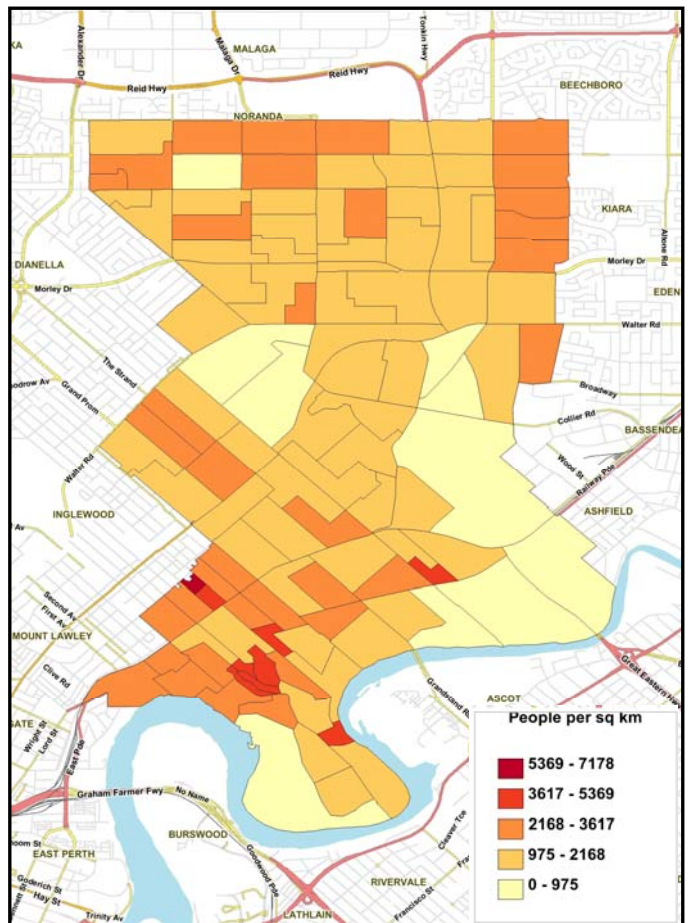 KA
Alexander Dr
Malaga Dr
MALAGA
Tonkin Hwy
Reid Hwy
Reid Hwy
BEECHBORO
NORANDA
KIARA
Altone Rd
DIANELLA
Morley Dr
Morley Dr
EDEN
Walter Rd
The Strand
odrow Av
Grand Prom
Broadway
Collier Rd
BASSENDEA
Walter Rd
Wood St
Railway Pde
INGLEWOOD
ASHFIELD
Av
Second Av
First Av
MOUNT LAWLEY
Clive Rd
Great Eastern Hwy
ASCOT
Grandstand R
GATE
Wright St
Lord St
East Pde
People per sq km
5369 - 7178
3617 - 5369
2168 - 3617
975 - 2168
0 - 975
Graham Farmer Fwy
No Name
BURSWOOD
Cleaver Tce
oom St
EAST PERTH
Goodwood Pde
RIVERVALE
Francisco St
Goderich St
Hay St
nnett St
Trinity Av
LATHLAIN